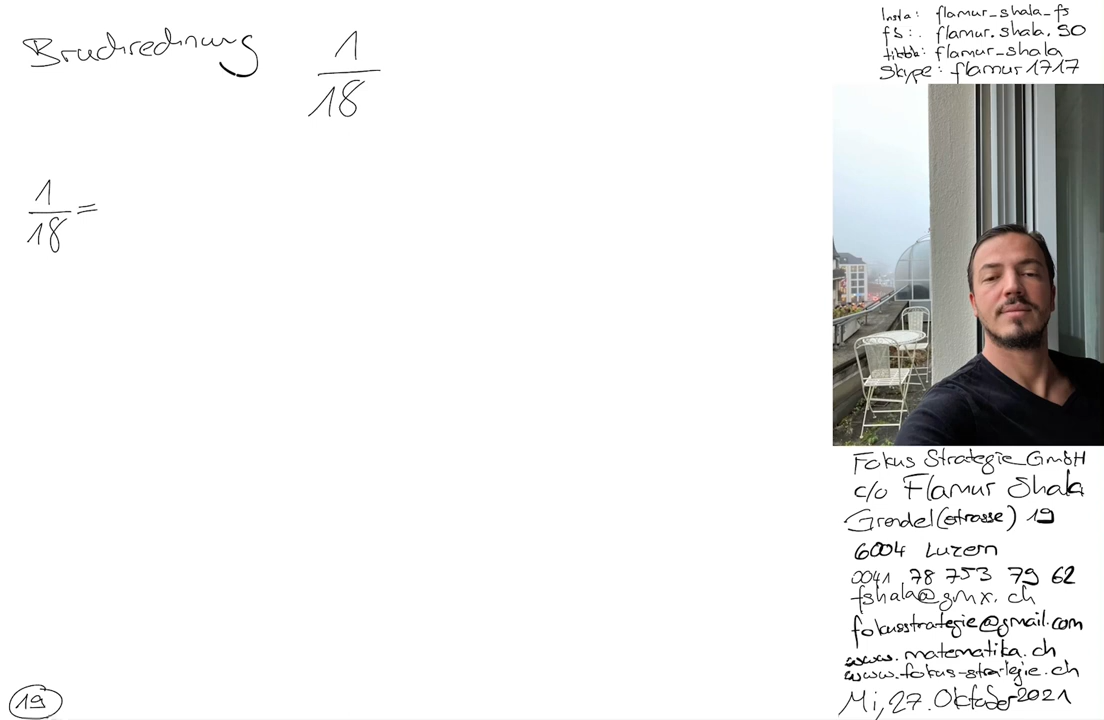 Bruchrechnung 1
18
1
18 =
Insta: flamur_shala_fs
fs:. flamur.shala.90
tiktok: flamur_shala
Skype: flamur1717
Fokus Strategie GmbH
c/o Flamur Shala
Grendel(strasse) 19
6004 Luzern
0041 78 753 79 62
fshala@gmx.ch
fokusstrategie@gmail.com
www.matematika.ch
www.fokus-strategie.ch
Mi, 27. Oktober 2021
19